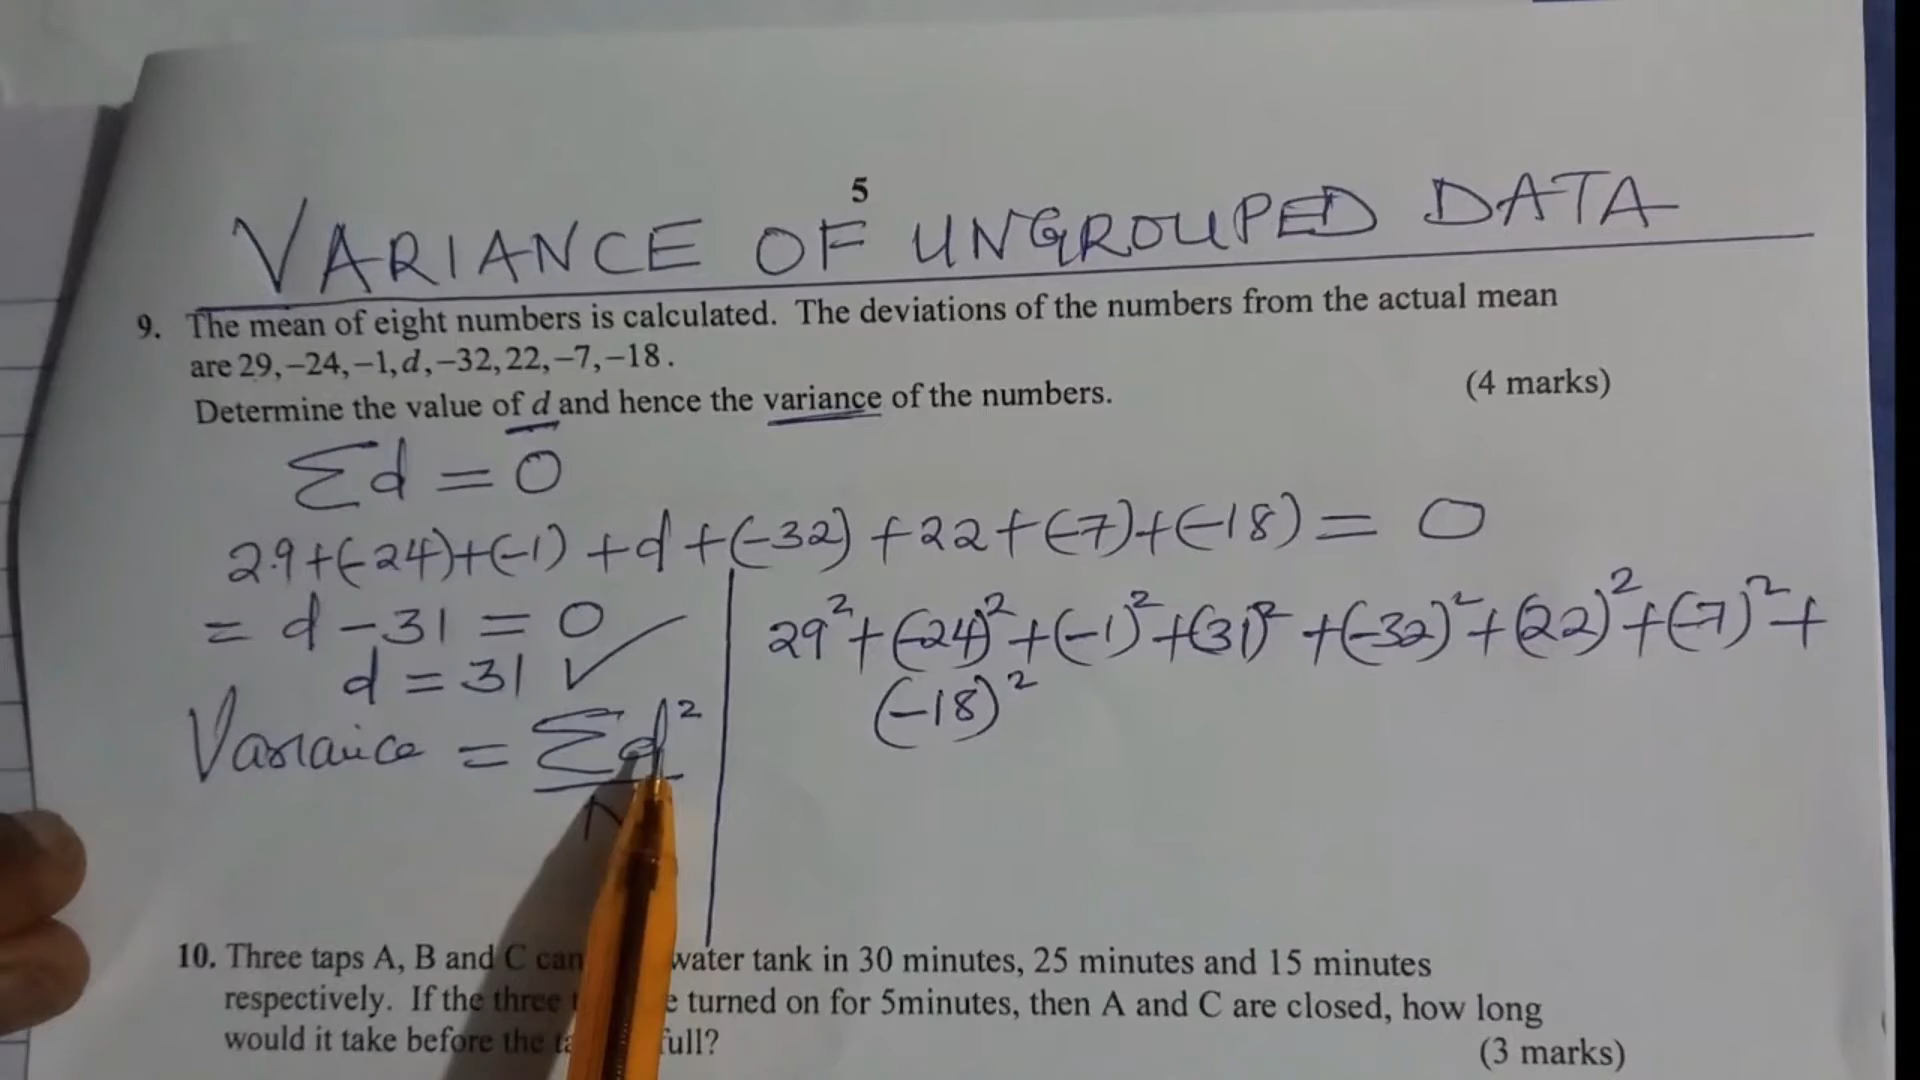 5
VARIANCE OF UNGROUPED DATA
9. The mean of eight numbers is calculated. The deviations of the numbers from the actual mean
are 29, −24, −1, d, −32, 22, −7, −18.
Determine the value of d and hence the variance of the numbers.
(4 marks)
Σd = 0
29+(-24)+(-1) + d + (-32) + 22 + (-7) + (-18) = 0
= d - 31 = 0
d = 31 ✓
Variance = Σd²
29² + (-24)² + (-1)² + (31)² + (-32)² + (22)² + (-7)² +
(-18)²
10. Three taps A, B and C can water tank in 30 minutes, 25 minutes and 15 minutes
respectively. If the three turned on for 5minutes, then A and C are closed, how long
would it take before the full?
(3 marks)